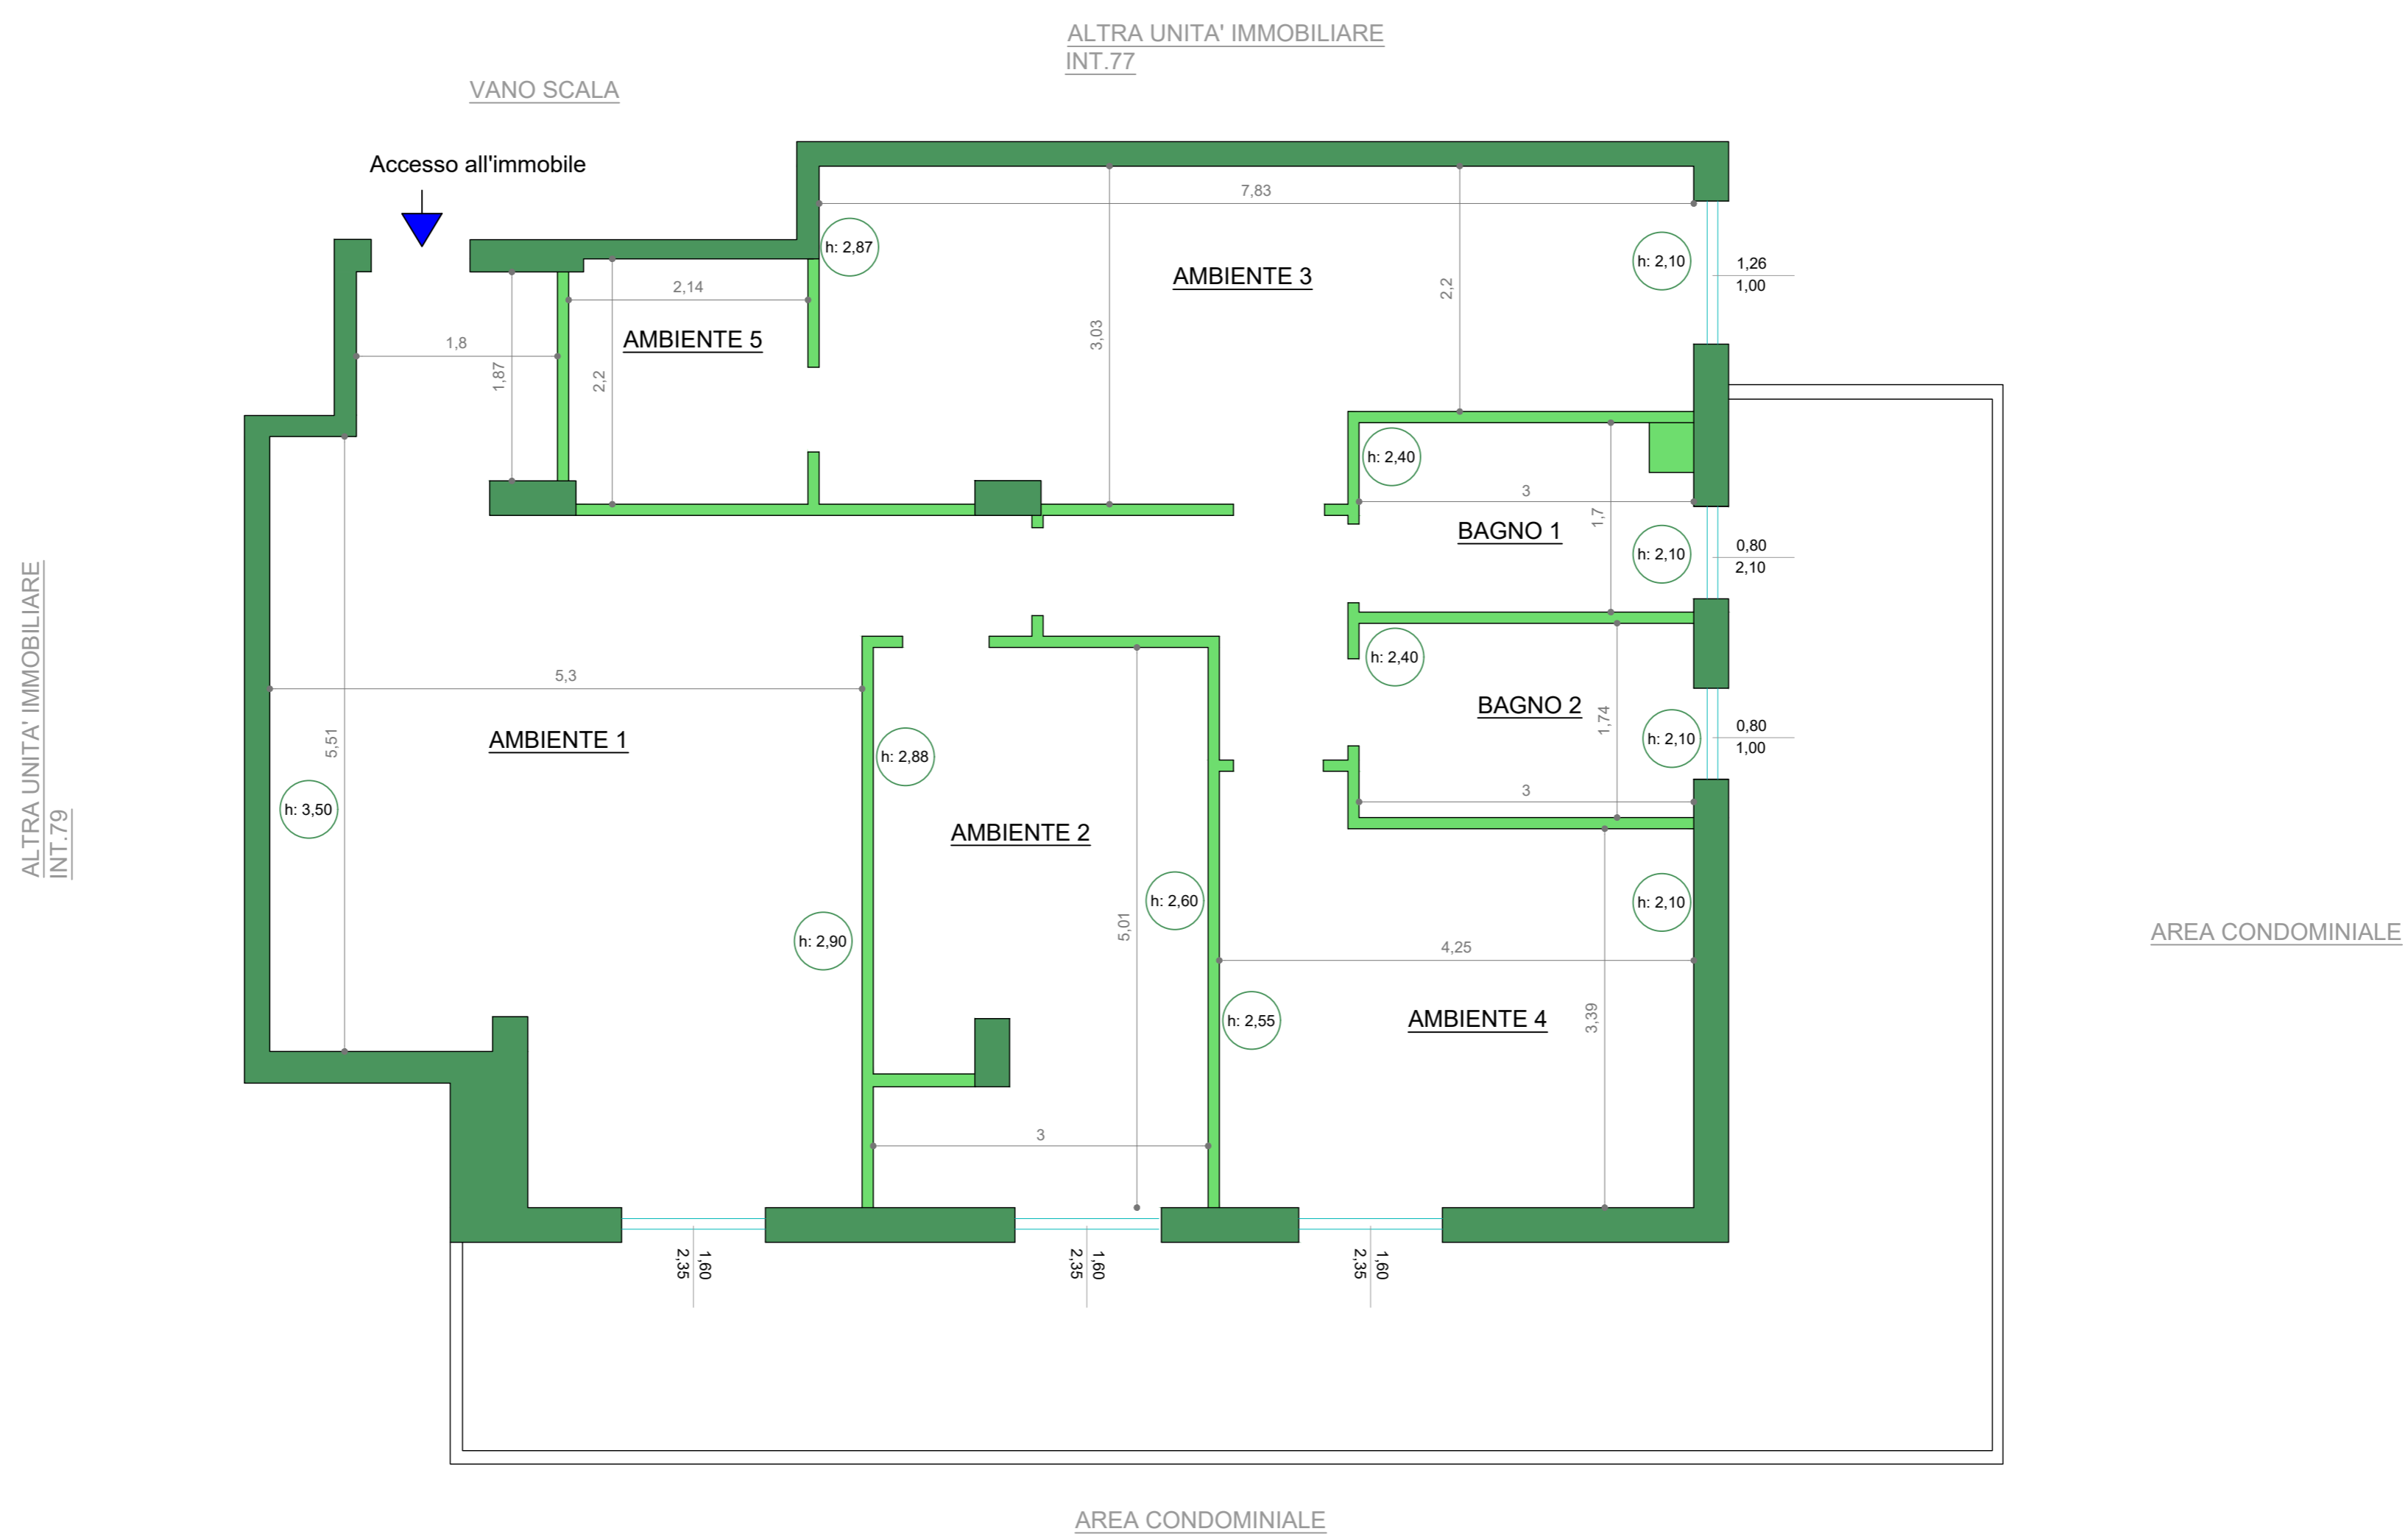 ALTRA UNITA' IMMOBILIARE
INT.77
VANO SCALA
Accesso all'immobile
7,83
h: 2,87
AMBIENTE 3
h: 2,10
1,26
1,00
2,14
2,2
3,03
AMBIENTE 5
1,8
1,87
2,2
h: 2,40
3
1,7
BAGNO 1
h: 2,10
0,80
2,10
ALTRA UNITA' IMMOBILIARE
INT.79
h: 2,40
5,3
BAGNO 2
1,74
h: 2,10
0,80
1,00
5,51
AMBIENTE 1
h: 2,88
3
h: 3,50
AMBIENTE 2
h: 2,60
h: 2,10
5,01
h: 2,90
4,25
AREA CONDOMINIALE
h: 2,55
AMBIENTE 4
3,39
3
1,60
2,35
1,60
2,35
1,60
2,35
AREA CONDOMINIALE